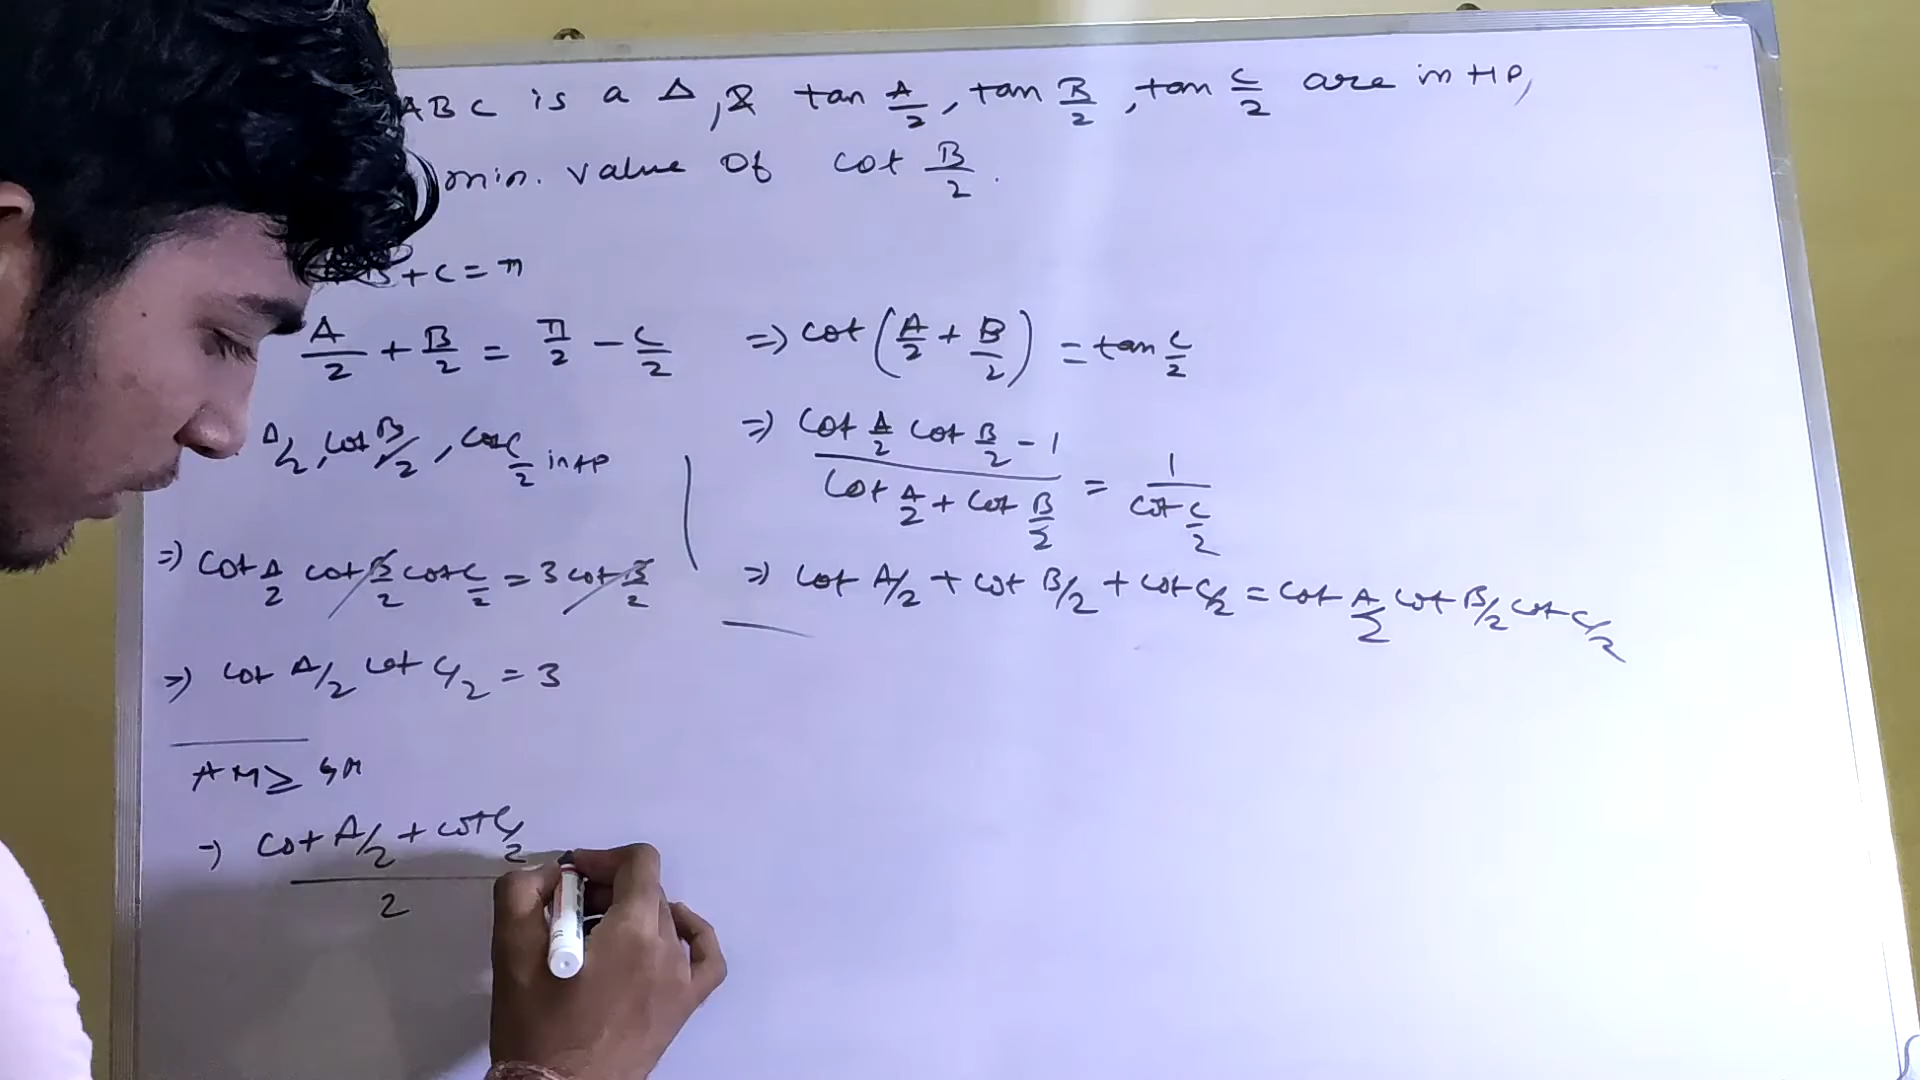 ABC is a Δ, & tan A/2, tan B/2, tan C/2 are in HP,
min. value of cot B/2.
+ C = π
A/2 + B/2 = π/2 - C/2
A/2, cot B/2, cot C/2 in AP
=> cot A/2 cot B/2 cot C/2 = 3 cot B/2
=> cot A/2 cot C/2 = 3
AM ≥ GM
=> cot A/2 + cot C/2
2
=> cot (A/2 + B/2) = tan C/2
=> cot A/2 cot B/2 - 1
cot A/2 + cot B/2 = 1/cot C/2
=> cot A/2 + cot B/2 + cot C/2 = cot A/2 cot B/2 cot C/2